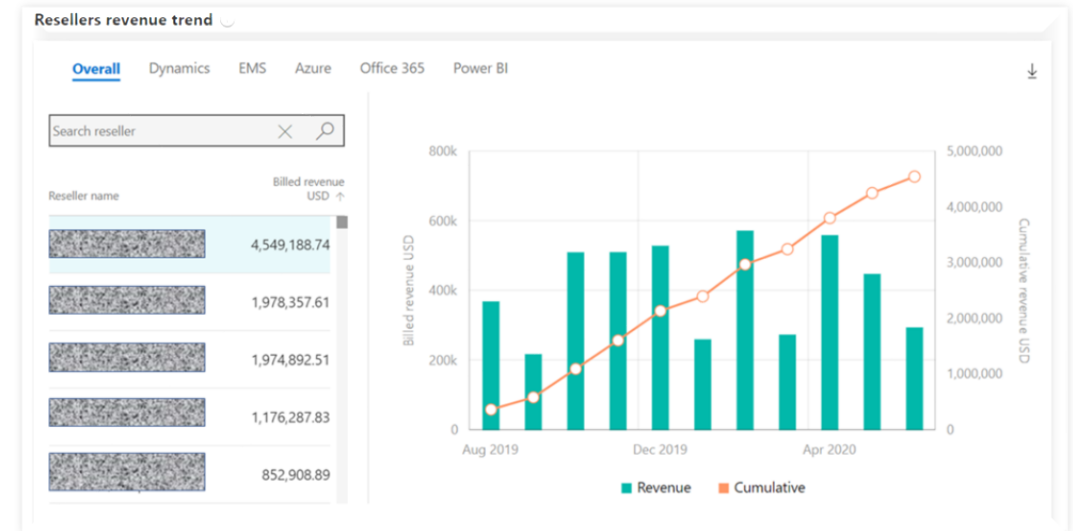 Resellers revenue trend
Overall Dynamics EMS Azure Office 365 Power BI
Search reseller
Billed revenue
Reseller name USD ↑
4,549,188.74
1,978,357.61
1,974,892.51
1,176,287.83
852,908.89
Billed revenue USD
800k
600k
400k
200k
0
5,000,000
4,000,000
3,000,000
2,000,000
1,000,000
0
Cumulative revenue USD
Aug 2019 Dec 2019 Apr 2020
Revenue Cumulative